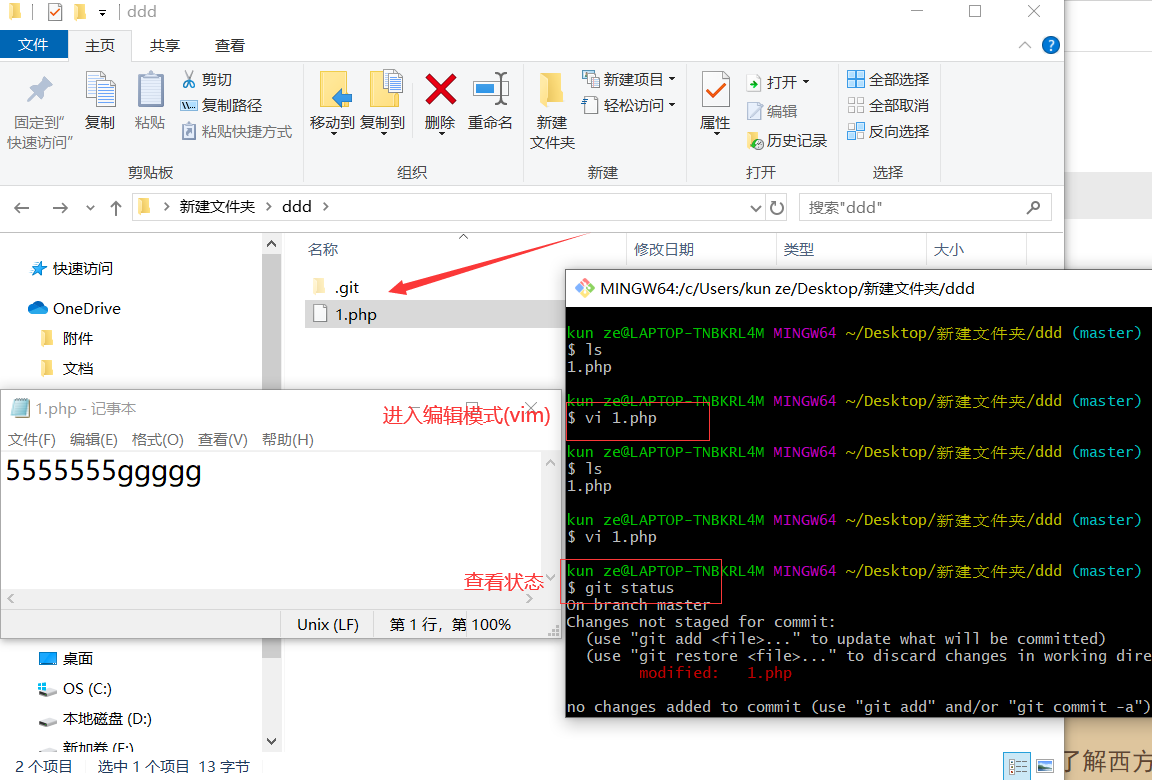 ddd
文件 主页 共享 查看
固定到"快速访问"
复制
粘贴
剪切
复制路径
粘贴快捷方式
剪贴板
移动到
复制到
删除
重命名
组织
新建
文件夹
新建项目
轻松访问
新建
属性
打开
编辑
历史记录
打开
全部选择
全部取消
反向选择
选择
新建文件夹 ddd
搜索"ddd"
快速访问
OneDrive
附件
文档
名称 修改日期 类型 大小
.git
1.php
1.php - 记事本
进入编辑模式(vim)
文件(F) 编辑(E) 格式(O) 查看(V) 帮助(H)
5555555ggggg
查看状态
Unix (LF) 第 1 行，第 100%
MINGW64:/c/Users/kun ze/Desktop/新建文件夹/ddd
kun ze@LAPTOP-TNBKRL4M MINGW64 ~/Desktop/新建文件夹/ddd (master)
$ ls
1.php
kun ze@LAPTOP-TNBKRL4M MINGW64 ~/Desktop/新建文件夹/ddd (master)
$ vi 1.php
kun ze@LAPTOP-TNBKRL4M MINGW64 ~/Desktop/新建文件夹/ddd (master)
$ ls
1.php
kun ze@LAPTOP-TNBKRL4M MINGW64 ~/Desktop/新建文件夹/ddd (master)
$ vi 1.php
kun ze@LAPTOP-TNBKRL4M MINGW64 ~/Desktop/新建文件夹/ddd (master)
$ git status
On branch master
Changes not staged for commit:
(use "git add <file>..." to update what will be committed)
(use "git restore <file>..." to discard changes in working dire
modified: 1.php
no changes added to commit (use "git add" and/or "git commit -a")
桌面
OS (C:)
本地磁盘 (D:)
新加卷 (E:)
2 个项目 选中 1 个项目 13 字节
了解西方